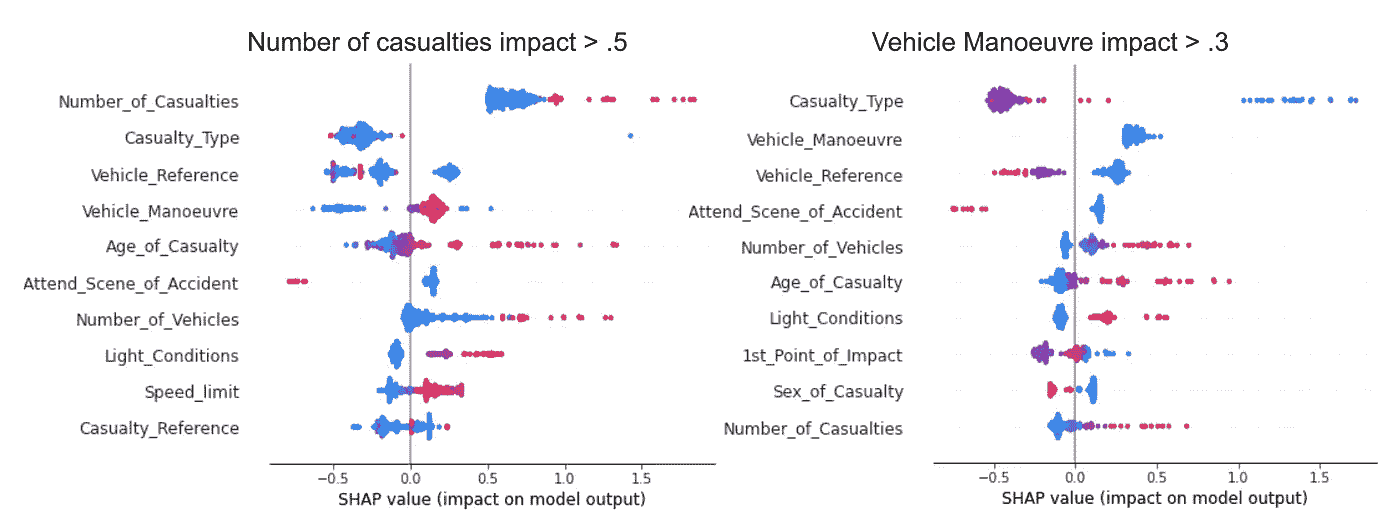 Number of casualties impact > .5
Number_of_Casualties
Casualty_Type
Vehicle_Reference
Vehicle_Manoeuvre
Age_of_Casualty
Attend_Scene_of_Accident
Number_of_Vehicles
Light_Conditions
Speed_limit
Casualty_Reference
−0.5 0.0 0.5 1.0 1.5
SHAP value (impact on model output)
Vehicle Manoeuvre impact > .3
Casualty_Type
Vehicle_Manoeuvre
Vehicle_Reference
Attend_Scene_of_Accident
Number_of_Vehicles
Age_of_Casualty
Light_Conditions
1st_Point_of_Impact
Sex_of_Casualty
Number_of_Casualties
−0.5 0.0 0.5 1.0 1.5
SHAP value (impact on model output)